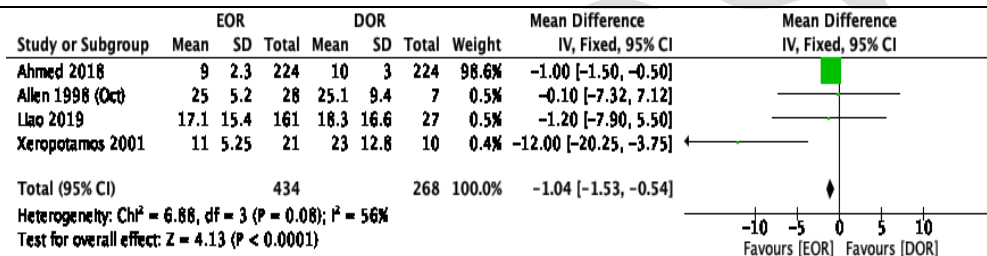 EOR DOR Mean Difference Mean Difference
Study or Subgroup Mean SD Total Mean SD Total Weight IV, Fixed, 95% CI IV, Fixed, 95% CI
Ahmed 2018 9 2.3 224 10 3 224 98.6% −1.00 [−1.50, −0.50]
Allen 1998 (Oct) 25 5.2 28 25.1 9.4 7 0.5% −0.10 [−7.32, 7.12]
Liao 2019 17.1 15.4 161 18.3 16.6 27 0.5% −1.20 [−7.90, 5.50]
Xeropotamos 2001 11 5.25 21 23 12.8 10 0.4% −12.00 [−20.25, −3.75]
Total (95% CI) 434 268 100.0% −1.04 [−1.53, −0.54]
Heterogeneity: Chi² = 6.88, df = 3 (P = 0.08); I² = 56%
Test for overall effect: Z = 4.13 (P < 0.0001)
−10 −5 0 5 10
Favours [EOR] Favours [DOR]